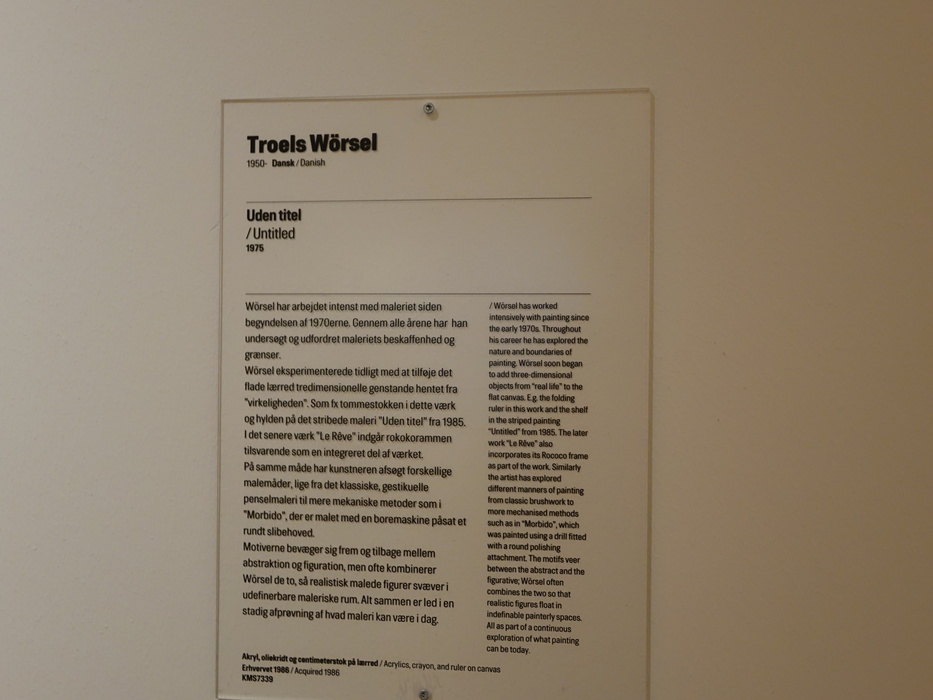 Troels Wörsel
1950- Dansk / Danish
Uden titel
/ Untitled
1975
Wörsel har arbejdet intenst med maleriet siden
begyndelsen af 1970erne. Gennem alle årene har han
undersøgt og udfordret maleriets beskaffenhed og
grænser.
Wörsel eksperimenterede tidligt med at tilføje det
flade lærred tredimensionelle genstande hentet fra
"virkeligheden". Som fx tommestokken i dette værk
og hylden på det stribede maleri "Uden titel" fra 1985.
I det senere værk "Le Rêve" indgår rokokorammen
tilsvarende som en integreret del af værket.
På samme måde har kunstneren afsøgt forskellige
malemåder, lige fra det klassiske, gestikulle
penselmaleri til mere mekaniske metoder som i
"Morbido", der er malet med en boremaskine påsat et
rundt slibehoved.
Motiverne bevæger sig frem og tilbage mellem
abstraktion og figuration, men ofte kombinerer
Wörsel de to, så realistisk malede figurer svæver i
udefinerbare maleriske rum. Alt sammen er led i en
stadig afprøvning af hvad maleri kan være i dag.
/ Wörsel has worked
intensively with painting since
the early 1970s. Throughout
his career he has explored the
nature and boundaries of
painting. Wörsel soon began
to add three-dimensional
objects from "real life" to the
flat canvas. E.g. the folding
ruler in this work and the shelf
in the striped painting
"Untitled" from 1985. The later
work "Le Rêve" also
incorporates its Rococo frame
as part of the work. Similarly
the artist has explored
different manners of painting
from classic brushwork to
more mechanised methods
such as in "Morbido", which
was painted using a drill fitted
with a round polishing
attachment. The motifs veer
between the abstract and the
figurative; Wörsel often
combines the two so that
realistic figures float in
indefinable painterly spaces.
All as part of a continuous
exploration of what painting
can be today.
Akryl, oliekridt og centimeterstok på lærred / Acrylics, crayon, and ruler on canvas
Erhvervet 1986 / Acquired 1986
KMS7339